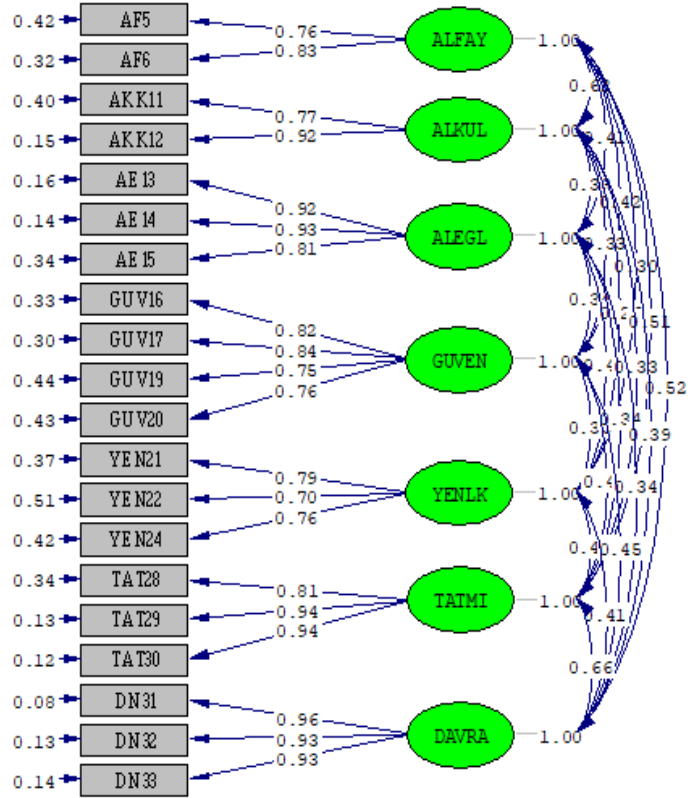 0.42 AF5 0.76 ALFAY 1.00
0.32 AF6 0.83
0.40 AKK11 0.77 ALKUL 1.00
0.15 AKK12 0.92
0.16 AE13 0.92
0.14 AE14 0.93 ALEGL 1.00
0.34 AE15 0.81
0.33 GUV16 0.82
0.30 GUV17 0.84 GUVEN 1.00
0.44 GUV19 0.75
0.43 GUV20 0.76
0.37 YEN21 0.79
0.51 YEN22 0.70 YENLK 1.00
0.42 YEN24 0.76
0.34 TAT28 0.81 TATMI 1.00
0.13 TAT29 0.94
0.12 TAT30 0.94
0.08 DN31 0.96
0.13 DN32 0.93 DAVRA 1.00
0.14 DN33 0.93
0.41
0.42
0.33
0.30
0.51
0.33
0.52
0.34
0.39
0.34
0.45
0.41
0.66